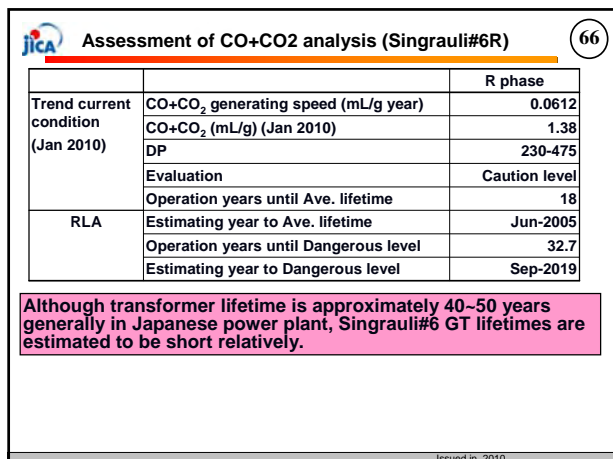 jica
Assessment of CO+CO2 analysis (Singrauli#6R)
66
R phase
Trend current condition (Jan 2010)
CO+CO₂ generating speed (mL/g year) 0.0612
CO+CO₂ (mL/g) (Jan 2010) 1.38
DP 230-475
Evaluation Caution level
Operation years until Ave. lifetime 18
RLA
Estimating year to Ave. lifetime Jun-2005
Operation years until Dangerous level 32.7
Estimating year to Dangerous level Sep-2019
Although transformer lifetime is approximately 40~50 years
generally in Japanese power plant, Singrauli#6 GT lifetimes are
estimated to be short relatively.
Issued in 2010